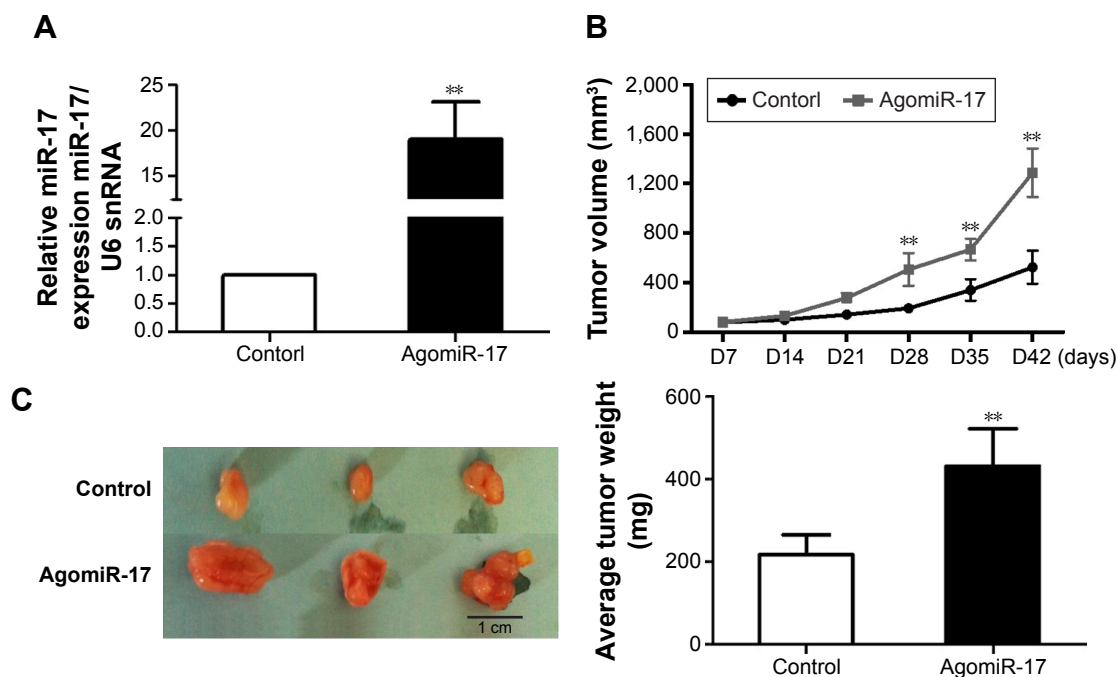 A
Relative miR-17
expression miR-17/
U6 snRNA
25
20
15
2.0
1.5
1.0
0.5
0.0
**
Contorl
AgomiR-17
B
Tumor volume (mm³)
2,000
1,600
1,200
800
400
0
Contorl
AgomiR-17
**
**
**
D7
D14
D21
D28
D35
D42 (days)
C
Control
AgomiR-17
1 cm
Average tumor weight
(mg)
600
400
200
0
**
Control
AgomiR-17